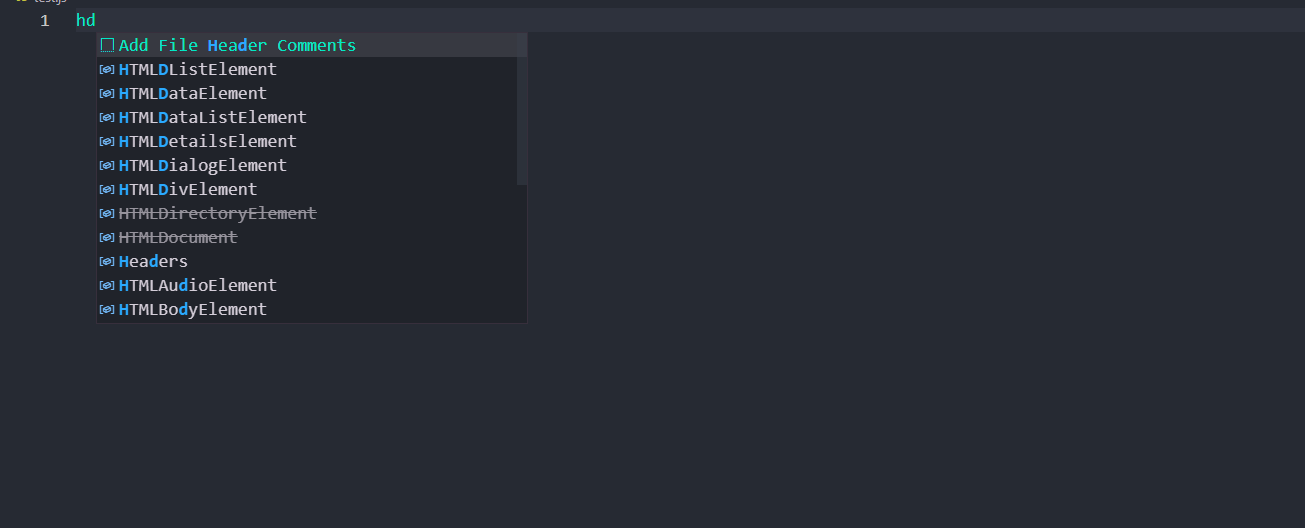 1 hd
Add File Header Comments
HTMLDListElement
HTMLDataElement
HTMLDataListElement
HTMLDetailsElement
HTMLDialogElement
HTMLDivElement
HTMLDirectoryElement
HTMLDocument
Headers
HTMLAudioElement
HTMLBodyElement